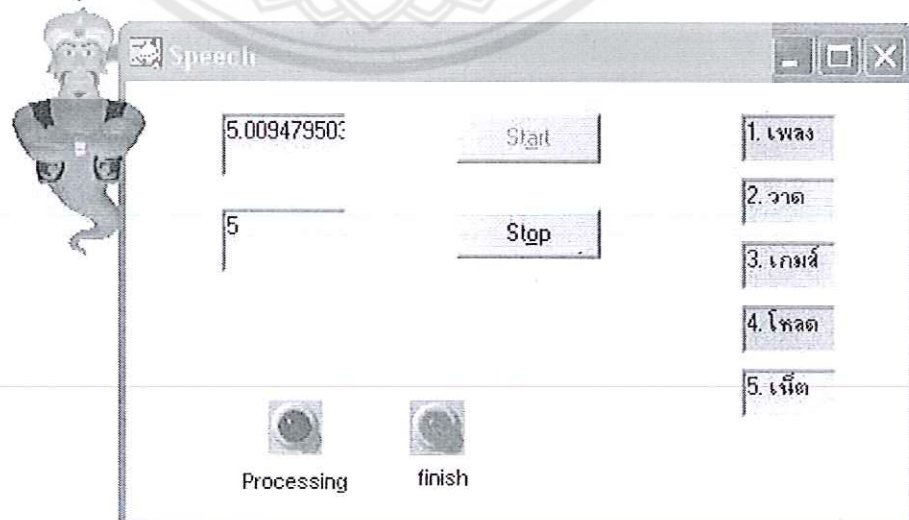 Speech
5.009479503
Start
1. เพลง
2. วาด
5
Stop
3. เกมส์
4. โหลด
5. เน็ต
Processing
finish